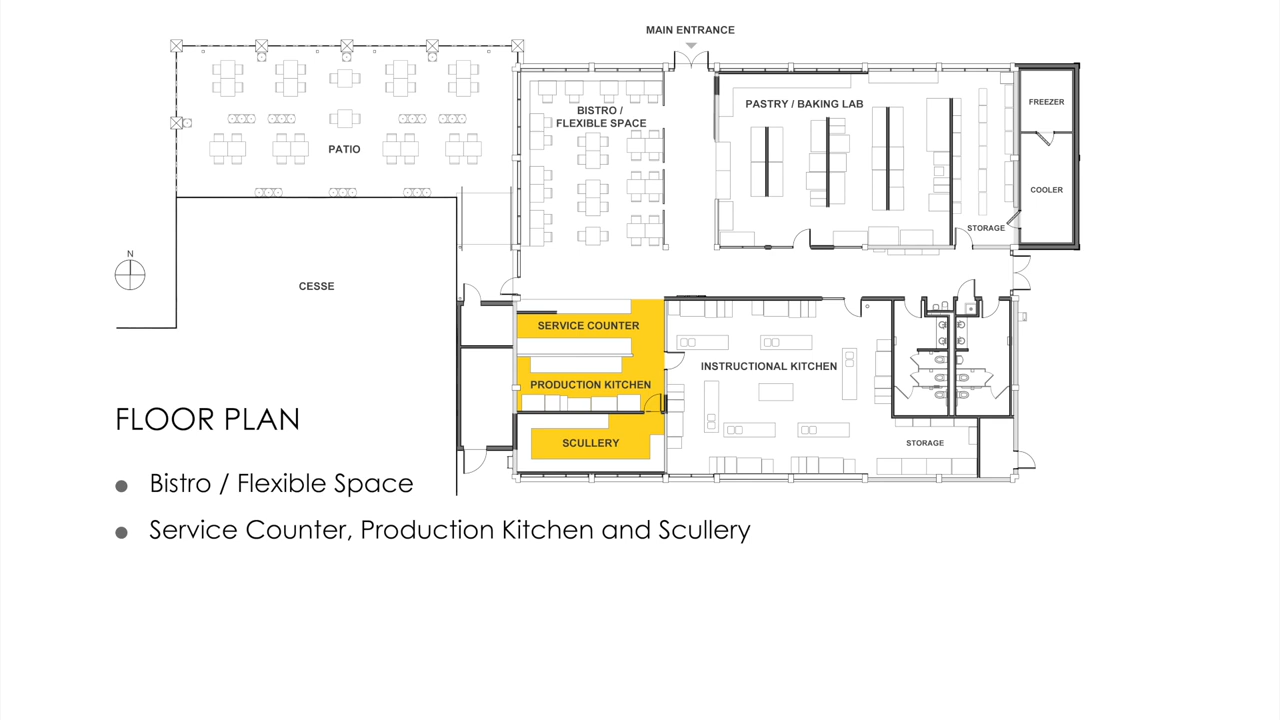 MAIN ENTRANCE
BISTRO /
FLEXIBLE SPACE
PASTRY / BAKING LAB
FREEZER
PATIO
COOLER
STORAGE
N
CESSE
SERVICE COUNTER
INSTRUCTIONAL KITCHEN
PRODUCTION KITCHEN
SCULLERY
STORAGE
FLOOR PLAN
Bistro / Flexible Space
Service Counter, Production Kitchen and Scullery